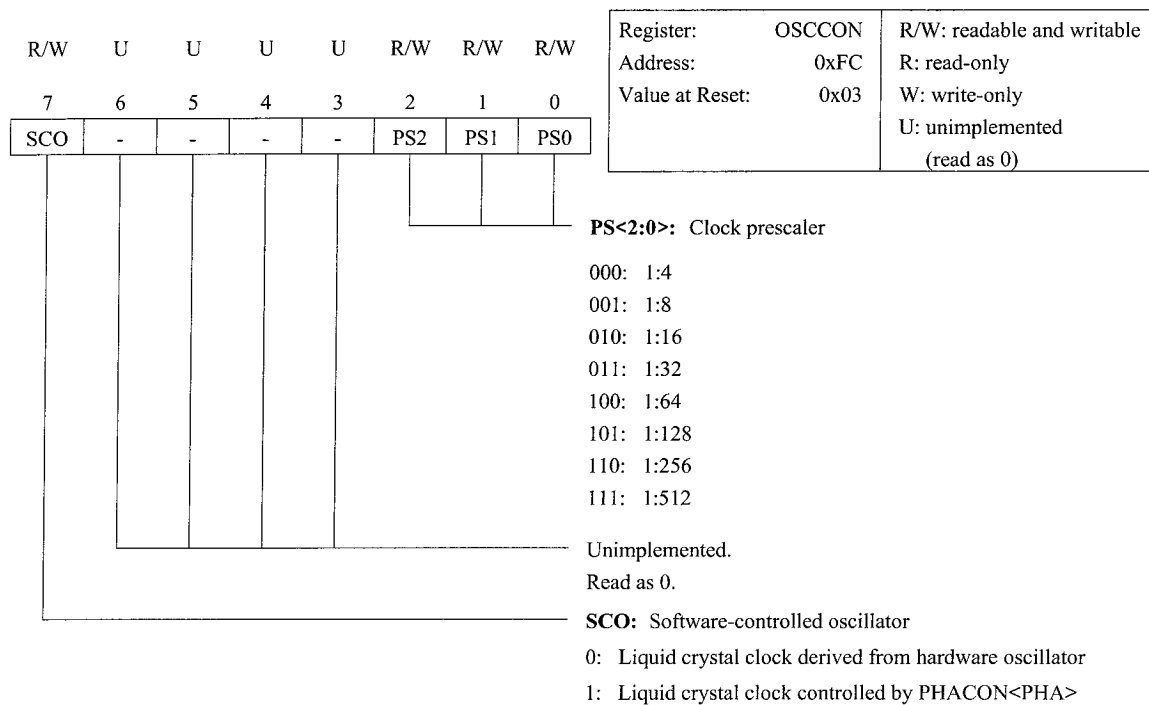 R/W U U U U R/W R/W R/W
7 6 5 4 3 2 1 0
SCO - - - - PS2 PS1 PS0
Register: OSCCON
Address: 0xFC
Value at Reset: 0x03
R/W: readable and writable
R: read-only
W: write-only
U: unimplemented
(read as 0)
PS<2:0>: Clock prescaler
000: 1:4
001: 1:8
010: 1:16
011: 1:32
100: 1:64
101: 1:128
110: 1:256
111: 1:512
Unimplemented.
Read as 0.
SCO: Software-controlled oscillator
0: Liquid crystal clock derived from hardware oscillator
1: Liquid crystal clock controlled by PHACON<PHA>